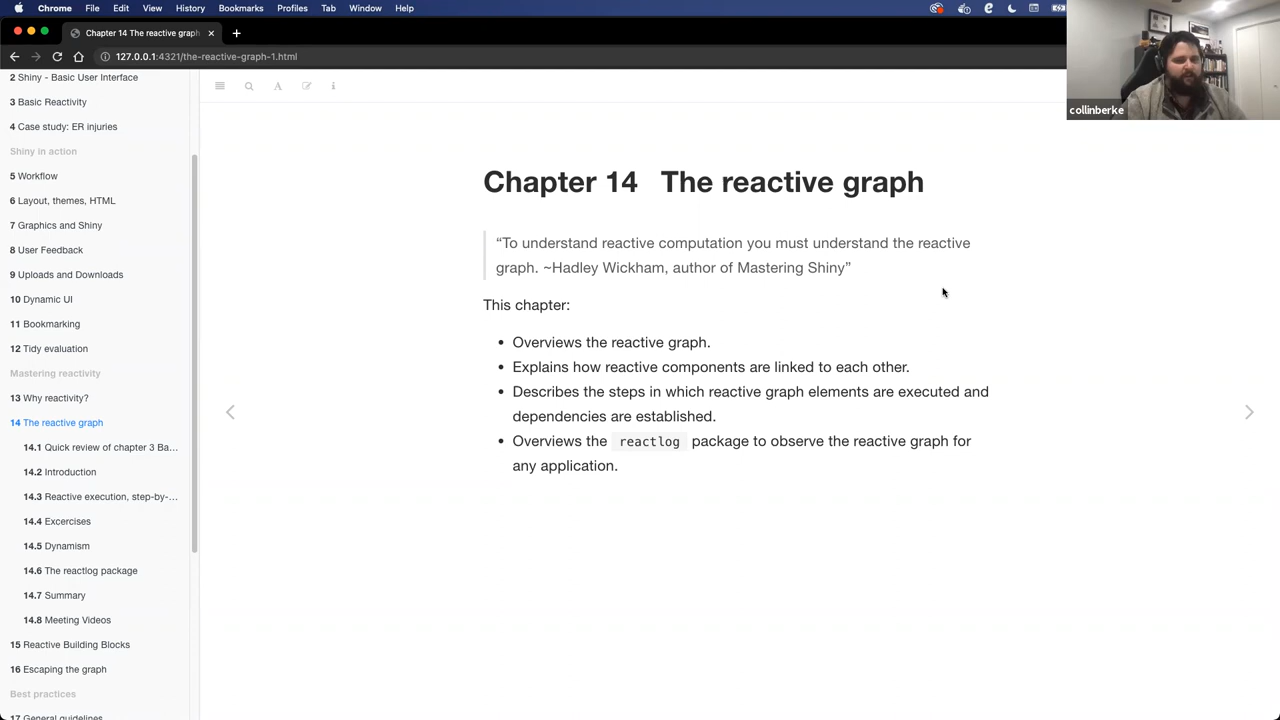 Chrome File Edit View History Bookmarks Profiles Tab Window Help
Chapter 14 The reactive graph
127.0.0.1:4321/the-reactive-graph-1.html
collinberke
2 Shiny - Basic User Interface
3 Basic Reactivity
4 Case study: ER injuries
Shiny in action
5 Workflow
6 Layout, themes, HTML
7 Graphics and Shiny
8 User Feedback
9 Uploads and Downloads
10 Dynamic UI
11 Bookmarking
12 Tidy evaluation
Mastering reactivity
13 Why reactivity?
14 The reactive graph
14.1 Quick review of chapter 3 Ba...
14.2 Introduction
14.3 Reactive execution, step-by-...
14.4 Excercises
14.5 Dynamism
14.6 The reactlog package
14.7 Summary
14.8 Meeting Videos
15 Reactive Building Blocks
16 Escaping the graph
Best practices
17 General guidelines
Chapter 14 The reactive graph
“To understand reactive computation you must understand the reactive
graph. ~Hadley Wickham, author of Mastering Shiny”
This chapter:
• Overviews the reactive graph.
• Explains how reactive components are linked to each other.
• Describes the steps in which reactive graph elements are executed and
dependencies are established.
• Overviews the reactlog package to observe the reactive graph for
any application.